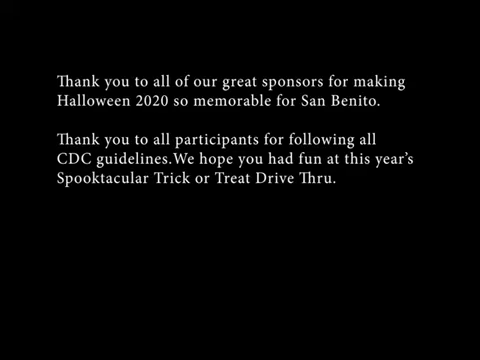 Thank you to all of our great sponsors for making
Halloween 2020 so memorable for San Benito.
Thank you to all participants for following all
CDC guidelines.We hope you had fun at this year’s
Spooktacular Trick or Treat Drive Thru.